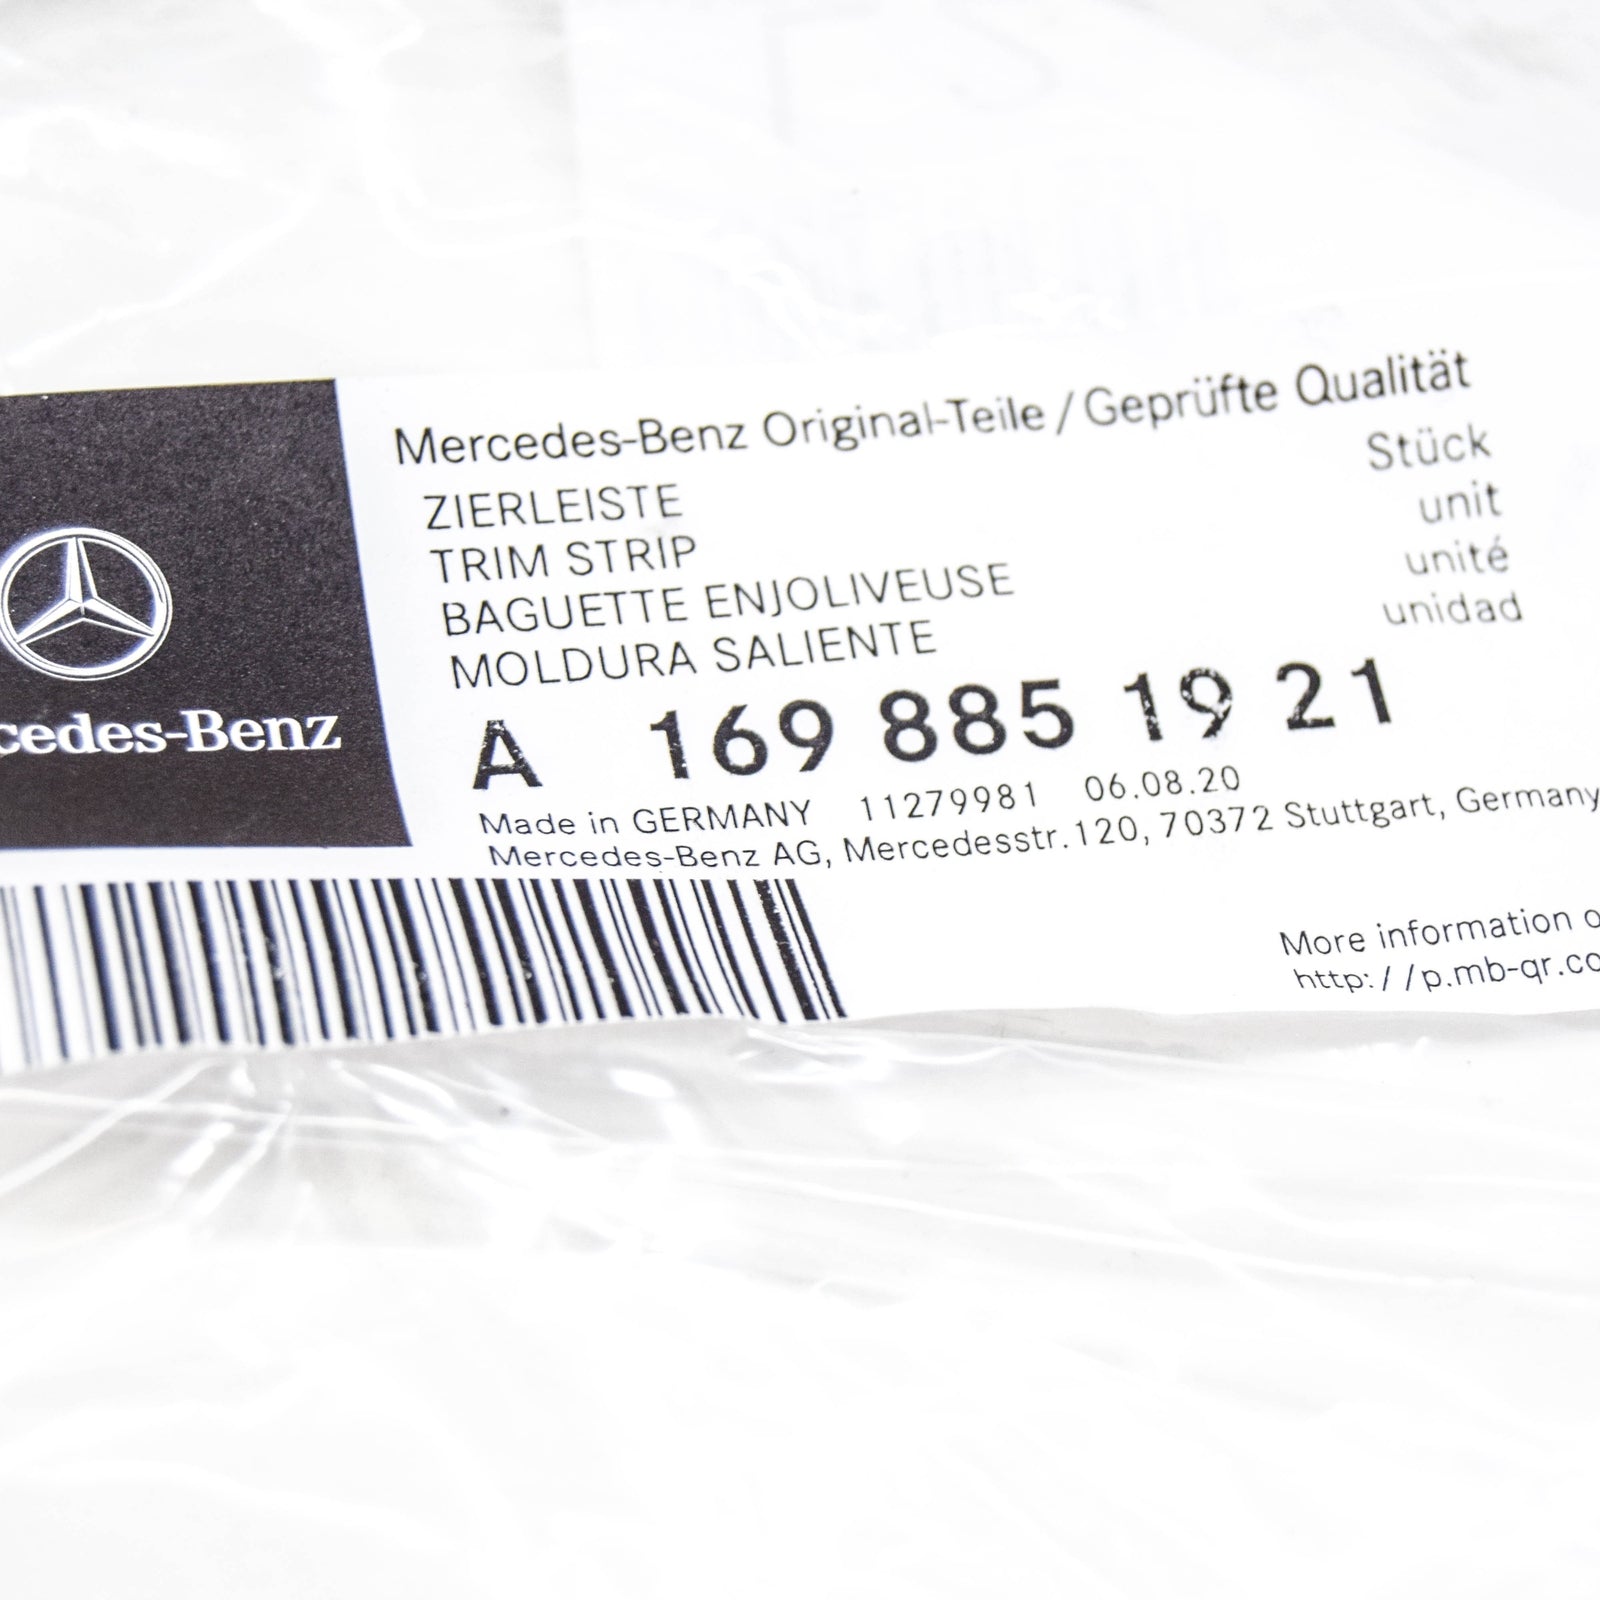 Mercedes-Benz Original-Teile / Geprüfte Qualität
ZIERLEISTE
TRIM STRIP
BAGUETTE ENJOLIVEUSE
MOLDURA SALIENTE
Stück
unit
unité
unidad
A 169 885 19 21
Made in GERMANY 11279981 06.08.20
Mercedes-Benz AG, Mercedesstr.120, 70372 Stuttgart, Germany
cedes-Benz
More information o
http://p.mb-qr.co